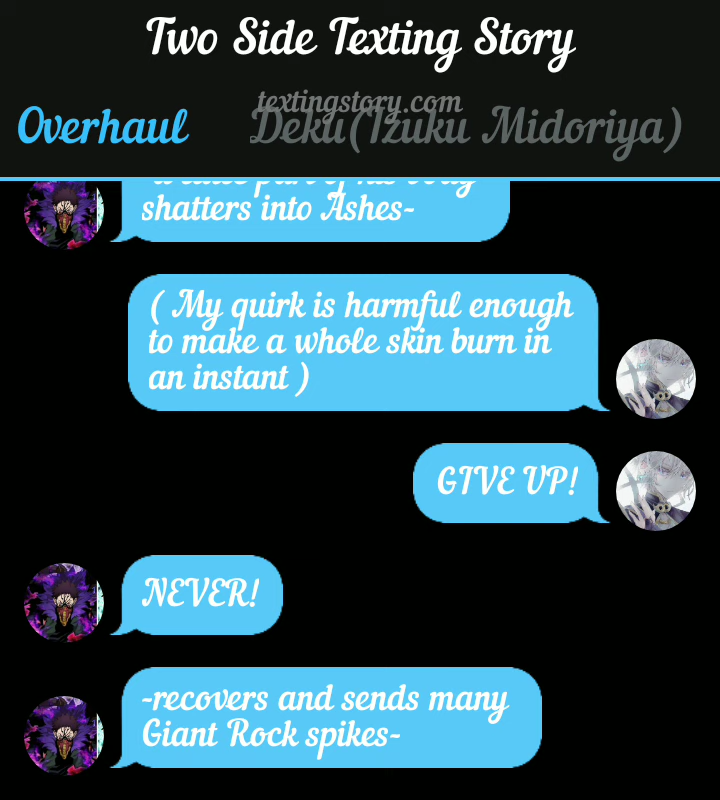 Two Side Texting Story
textingstory.com
Overhaul
Deku(Izuku Midoriya)
shatters into Ashes-
( My quirk is harmful enough
to make a whole skin burn in
an instant )
GIVE UP!
NEVER!
-recovers and sends many
Giant Rock spikes-